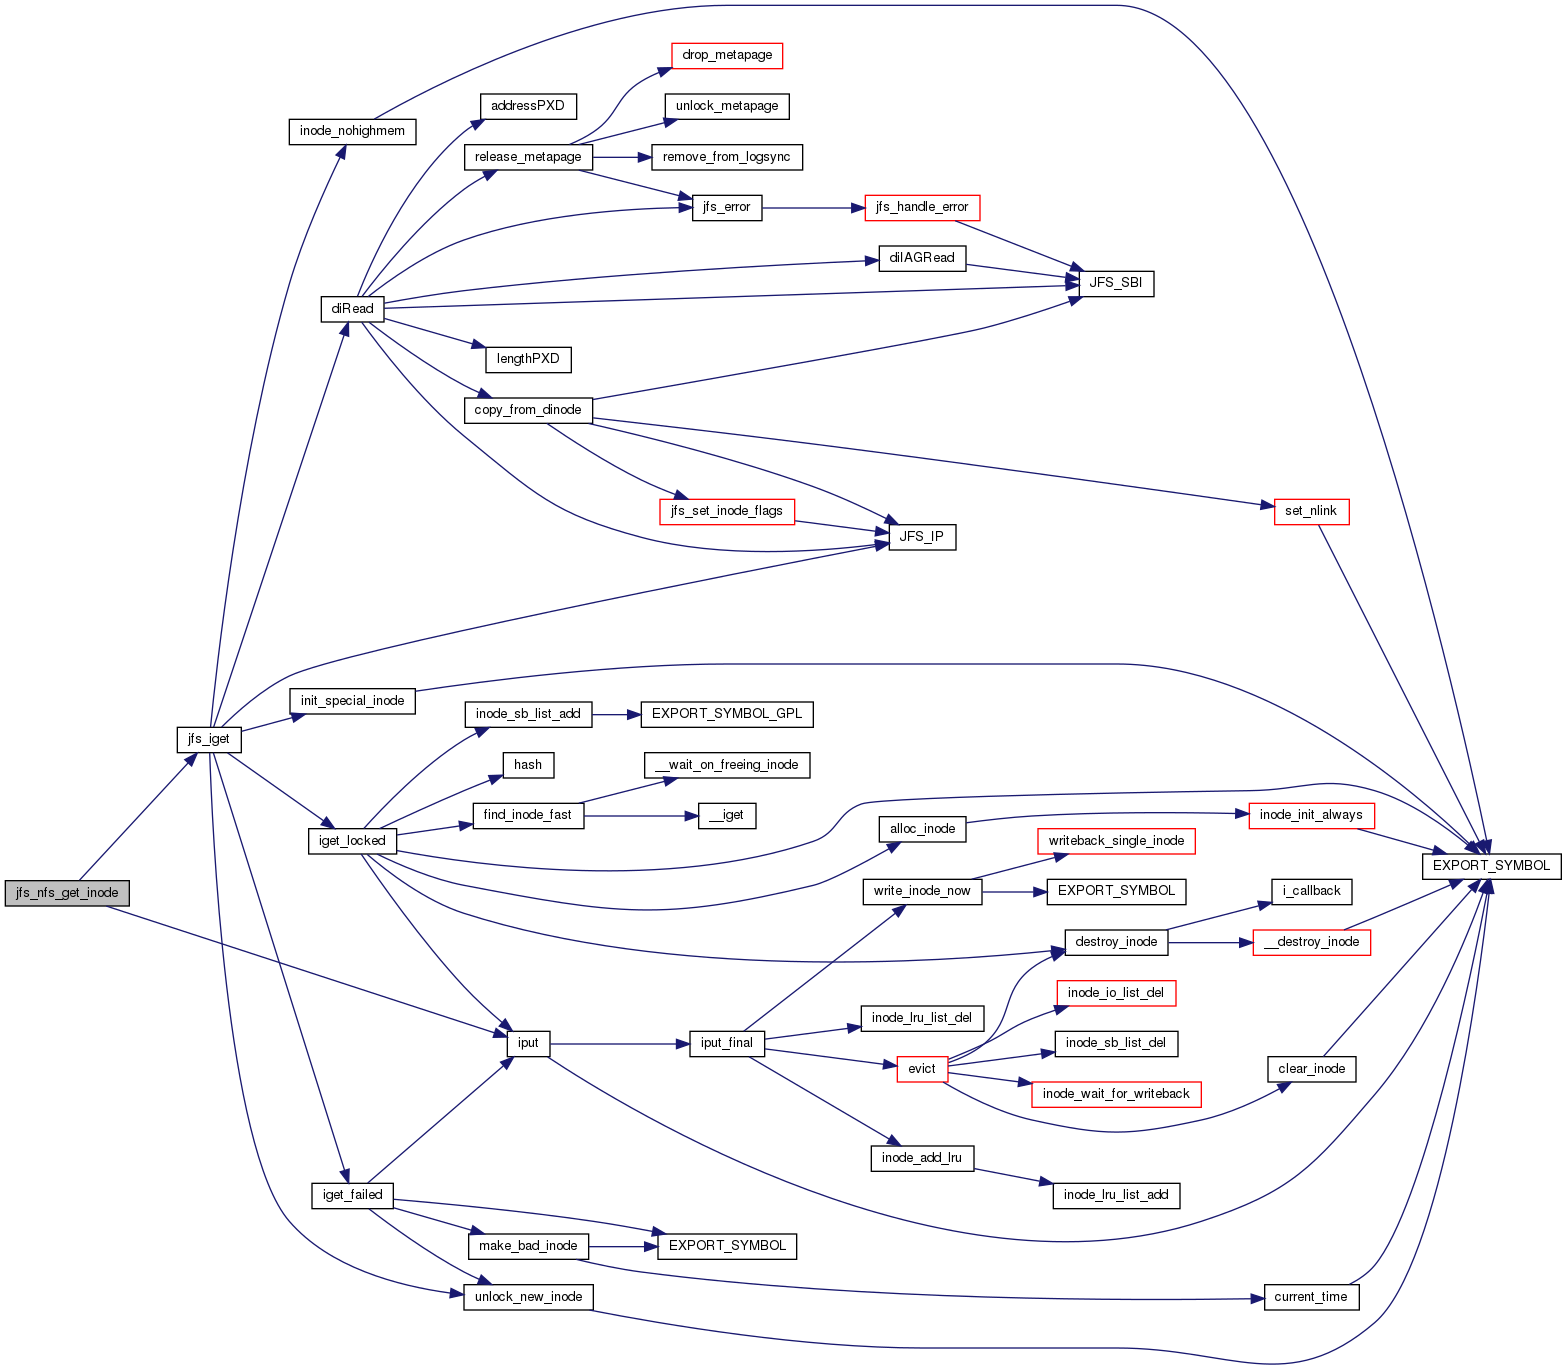 drop_metapage
addressPXD
unlock_metapage
inode_nohighmem
release_metapage
remove_from_logsync
jfs_error
jfs_handle_error
diIAGRead
JFS_SBI
diRead
lengthPXD
copy_from_dinode
jfs_set_inode_flags
set_nlink
JFS_IP
init_special_inode
inode_sb_list_add
EXPORT_SYMBOL_GPL
jfs_iget
hash
__wait_on_freeing_inode
find_inode_fast
__iget
inode_init_always
alloc_inode
iget_locked
writeback_single_inode
EXPORT_SYMBOL
jfs_nfs_get_inode
write_inode_now
EXPORT_SYMBOL
i_callback
destroy_inode
__destroy_inode
inode_io_list_del
inode_lru_list_del
iput
iput_final
inode_sb_list_del
evict
clear_inode
inode_wait_for_writeback
inode_add_lru
iget_failed
inode_lru_list_add
make_bad_inode
EXPORT_SYMBOL
unlock_new_inode
current_time